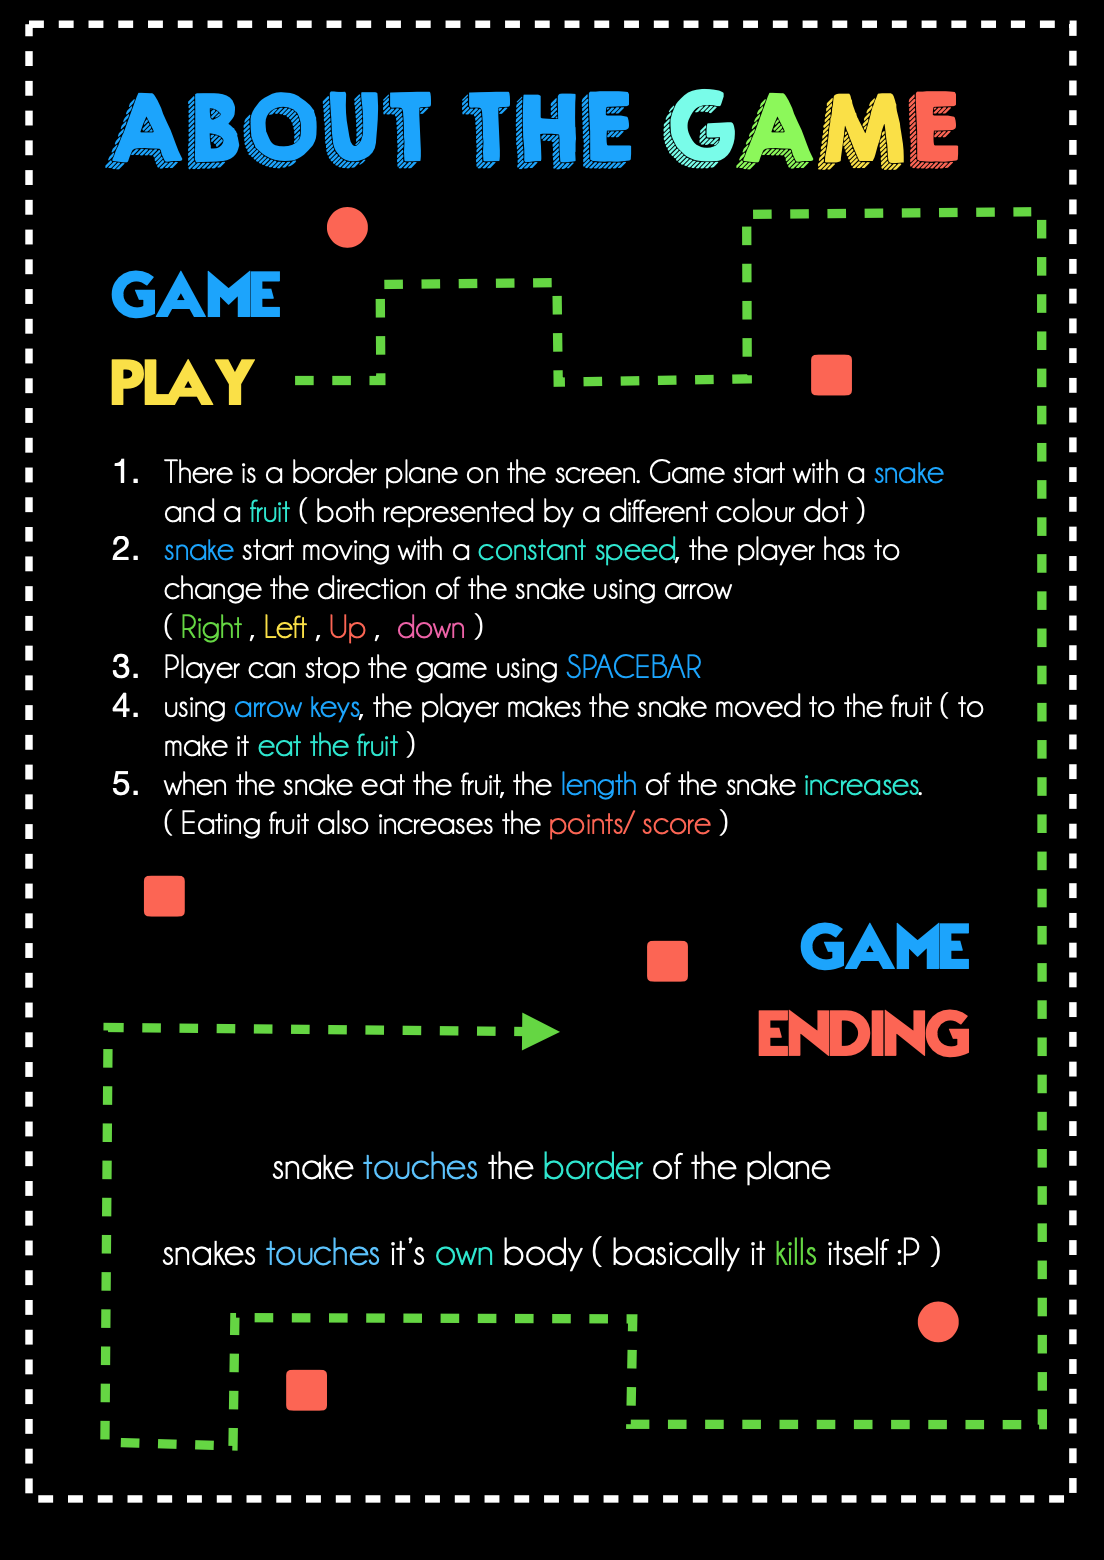 ABOUT THE GAME
GAME
PLAY
1. There is a border plane on the screen. Game start with a snake
and a fruit ( both represented by a different colour dot )
2. snake start moving with a constant speed, the player has to
change the direction of the snake using arrow
( Right , Left , Up , down )
3. Player can stop the game using SPACEBAR
4. using arrow keys, the player makes the snake moved to the fruit ( to
make it eat the fruit )
5. when the snake eat the fruit, the length of the snake increases.
( Eating fruit also increases the points/ score )
GAME
ENDING
snake touches the border of the plane
snakes touches it's own body ( basically it kills itself :P )